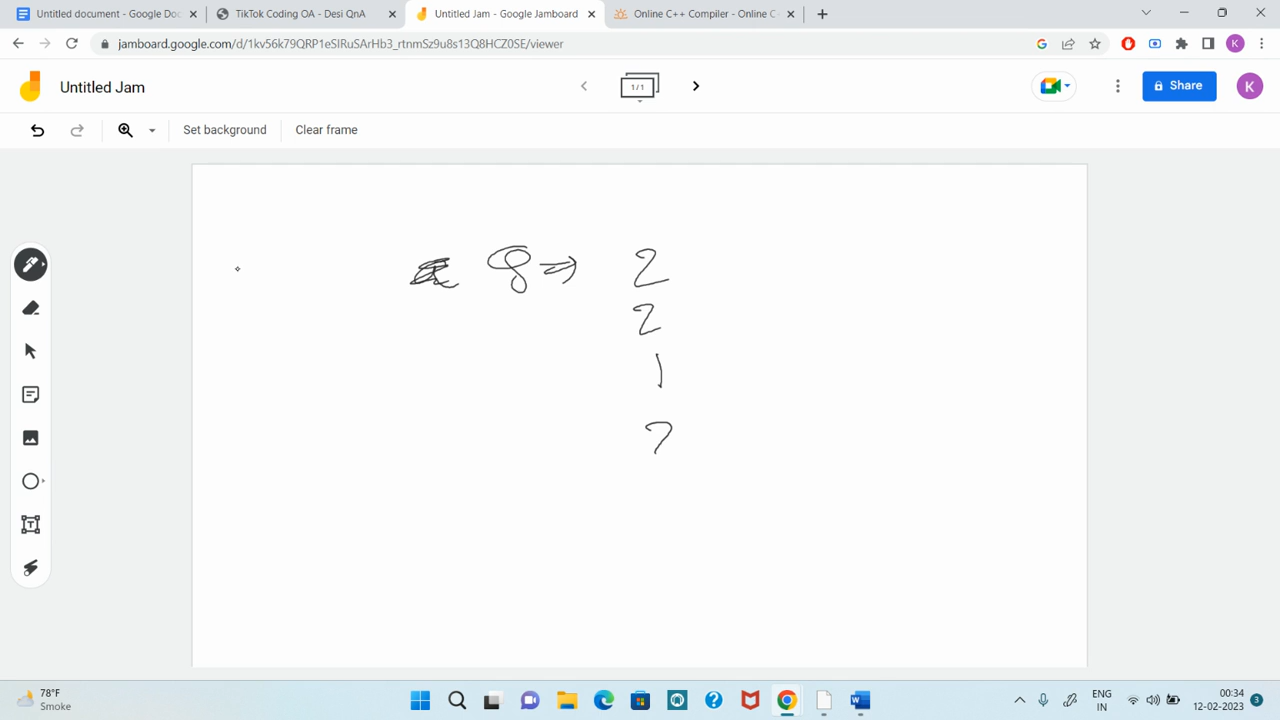 Untitled document - Google Doc
TikTok Coding OA - Desi QnA
Untitled Jam - Google Jamboard
Online C++ Compiler - Online C
jamboard.google.com/d/1kv56k79QRP1eSfRuSArHb3_rtnmSz9u8s13Q8HCZ0SE/viewer
K
Untitled Jam
1/1
Share
K
Set background
Clear frame
8 ⇒ 2
2
1
2
78°F
Smoke
ENG
IN
00:34
12-02-2023
3